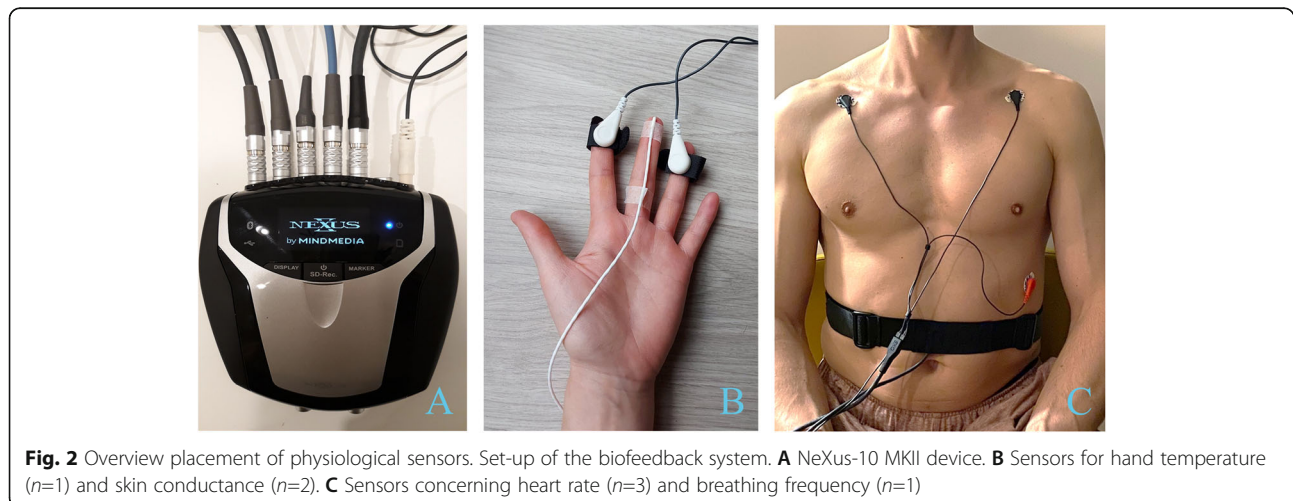 NEXUS
by MINDMEDIA
DISPLAY
SD-Rec.
MARKER
A
B
C
Fig. 2 Overview placement of physiological sensors. Set-up of the biofeedback system. A NeXus-10 MKII device. B Sensors for hand temperature
(n=1) and skin conductance (n=2). C Sensors concerning heart rate (n=3) and breathing frequency (n=1)